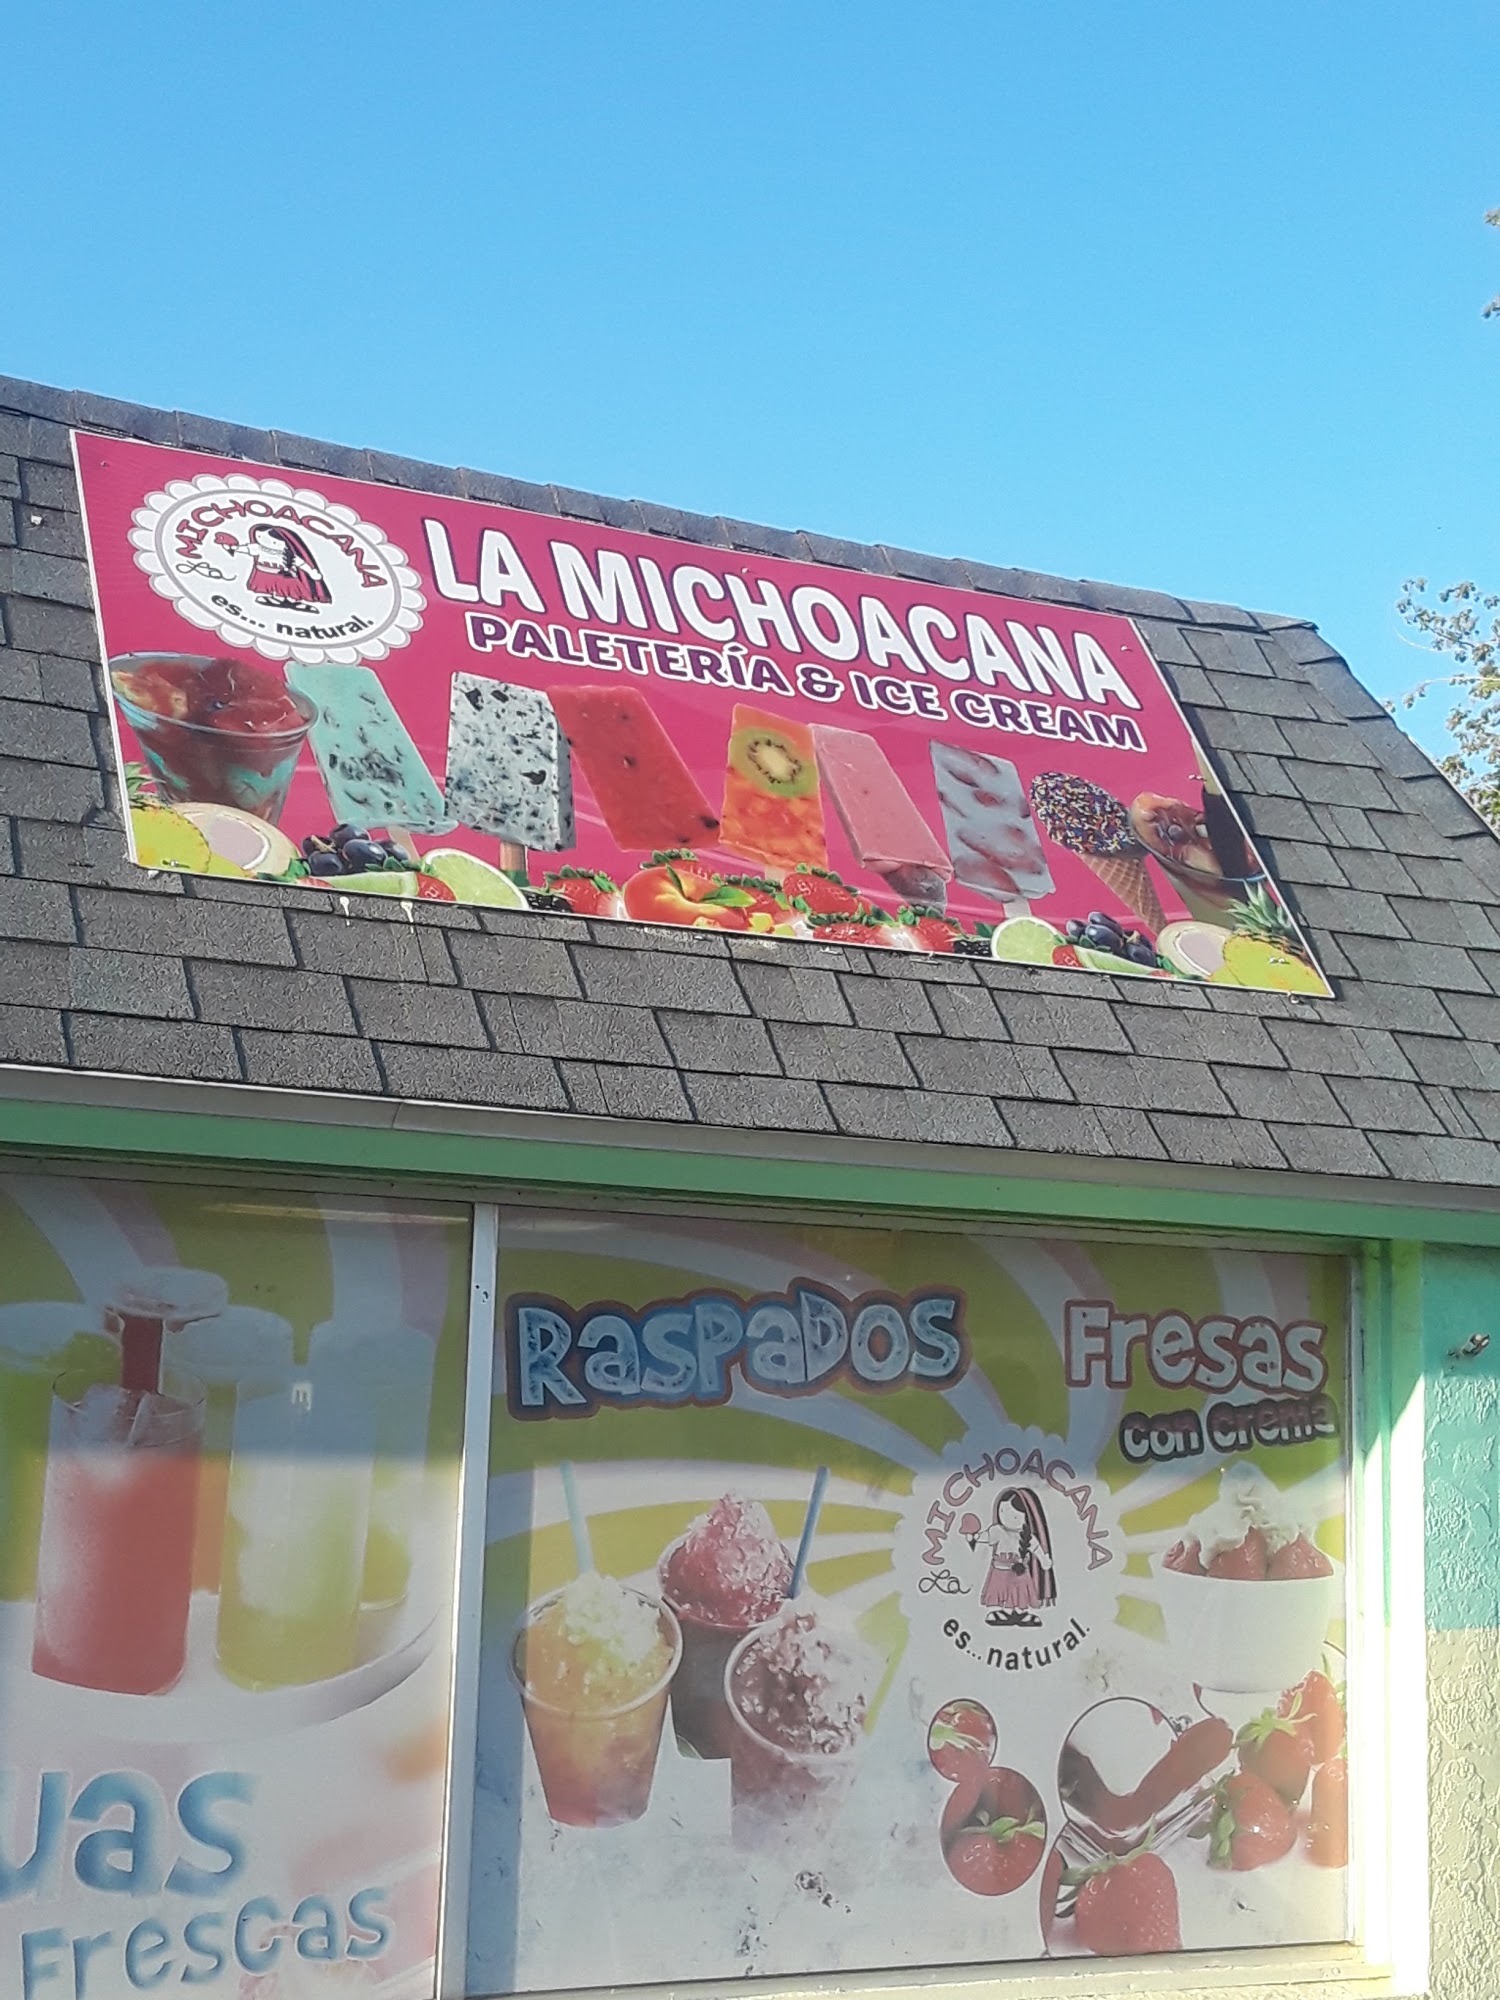 La MICHOACANA
es... natural.
LA MICHOACANA
PALETERÍA & ICE CREAM
RASPADOS
Fresas
con crema
La MICHOACANA
es... natural.
uas
Frescas